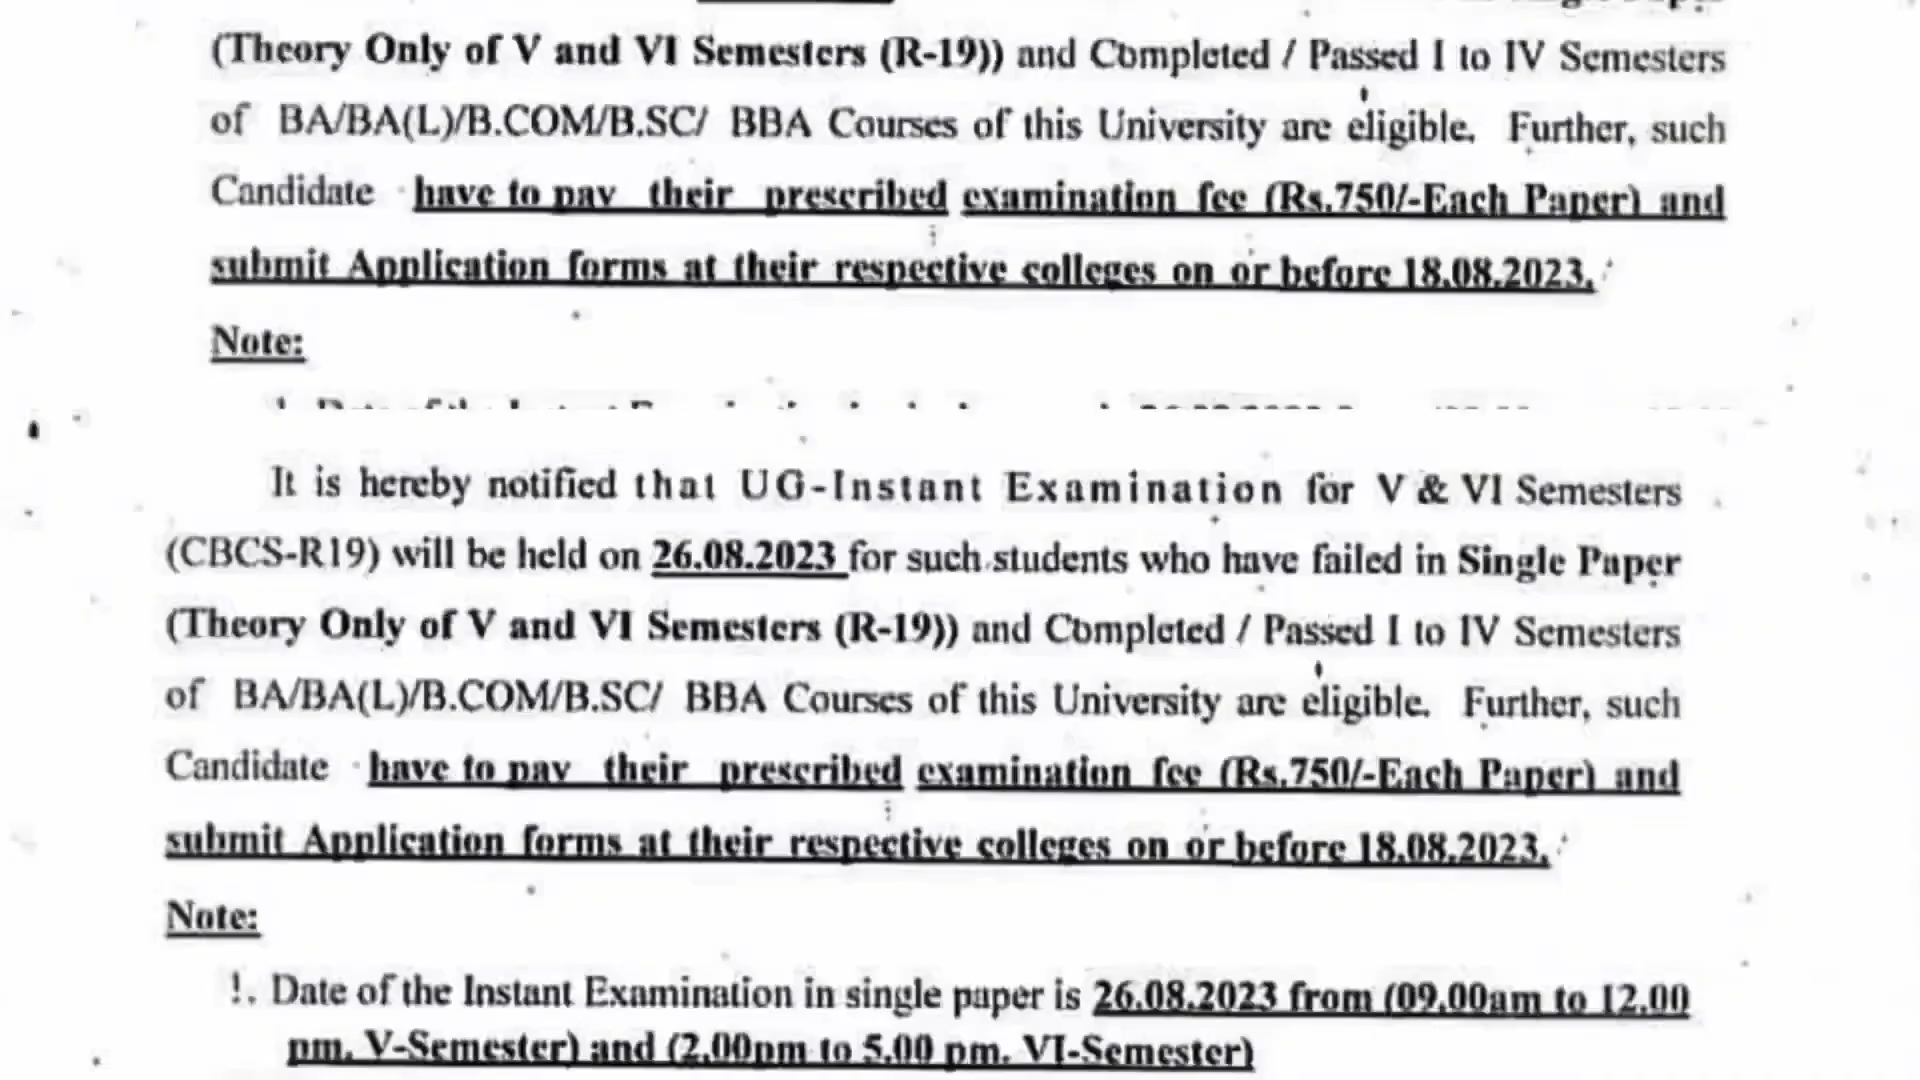 (Theory Only of V and VI Semesters (R-19)) and Completed / Passed I to IV Semesters
of BA/BA(L)/B.COM/B.SC/ BBA Courses of this University are eligible. Further, such
Candidate have to pay their prescribed examination fee (Rs.750/-Each Paper) and
submit Application forms at their respective colleges on or before 18.08.2023.
Note:
It is hereby notified that UG-Instant Examination for V & VI Semesters
(CBCS-R19) will be held on 26.08.2023 for such students who have failed in Single Paper
(Theory Only of V and VI Semesters (R-19)) and Completed / Passed I to IV Semesters
of BA/BA(L)/B.COM/B.SC/ BBA Courses of this University are eligible. Further, such
Candidate have to pay their prescribed examination fee (Rs.750/-Each Paper) and
submit Application forms at their respective colleges on or before 18.08.2023.
Note:
1. Date of the Instant Examination in single paper is 26.08.2023 from (09.00am to 12.00
pm. V-Semester) and (2.00pm to 5.00 pm. VI-Semester)